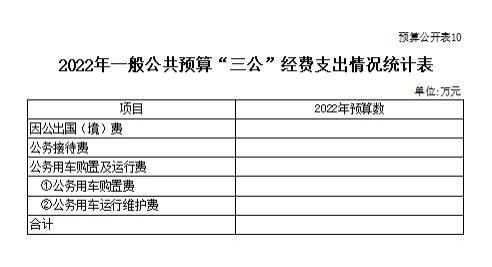 预算公开表10
2022年一般公共预算“三公”经费支出情况统计表
单位:万元
项目 2022年预算数
因公出国（境）费
公务接待费
公务用车购置及运行费
①公务用车购置费
②公务用车运行维护费
合计